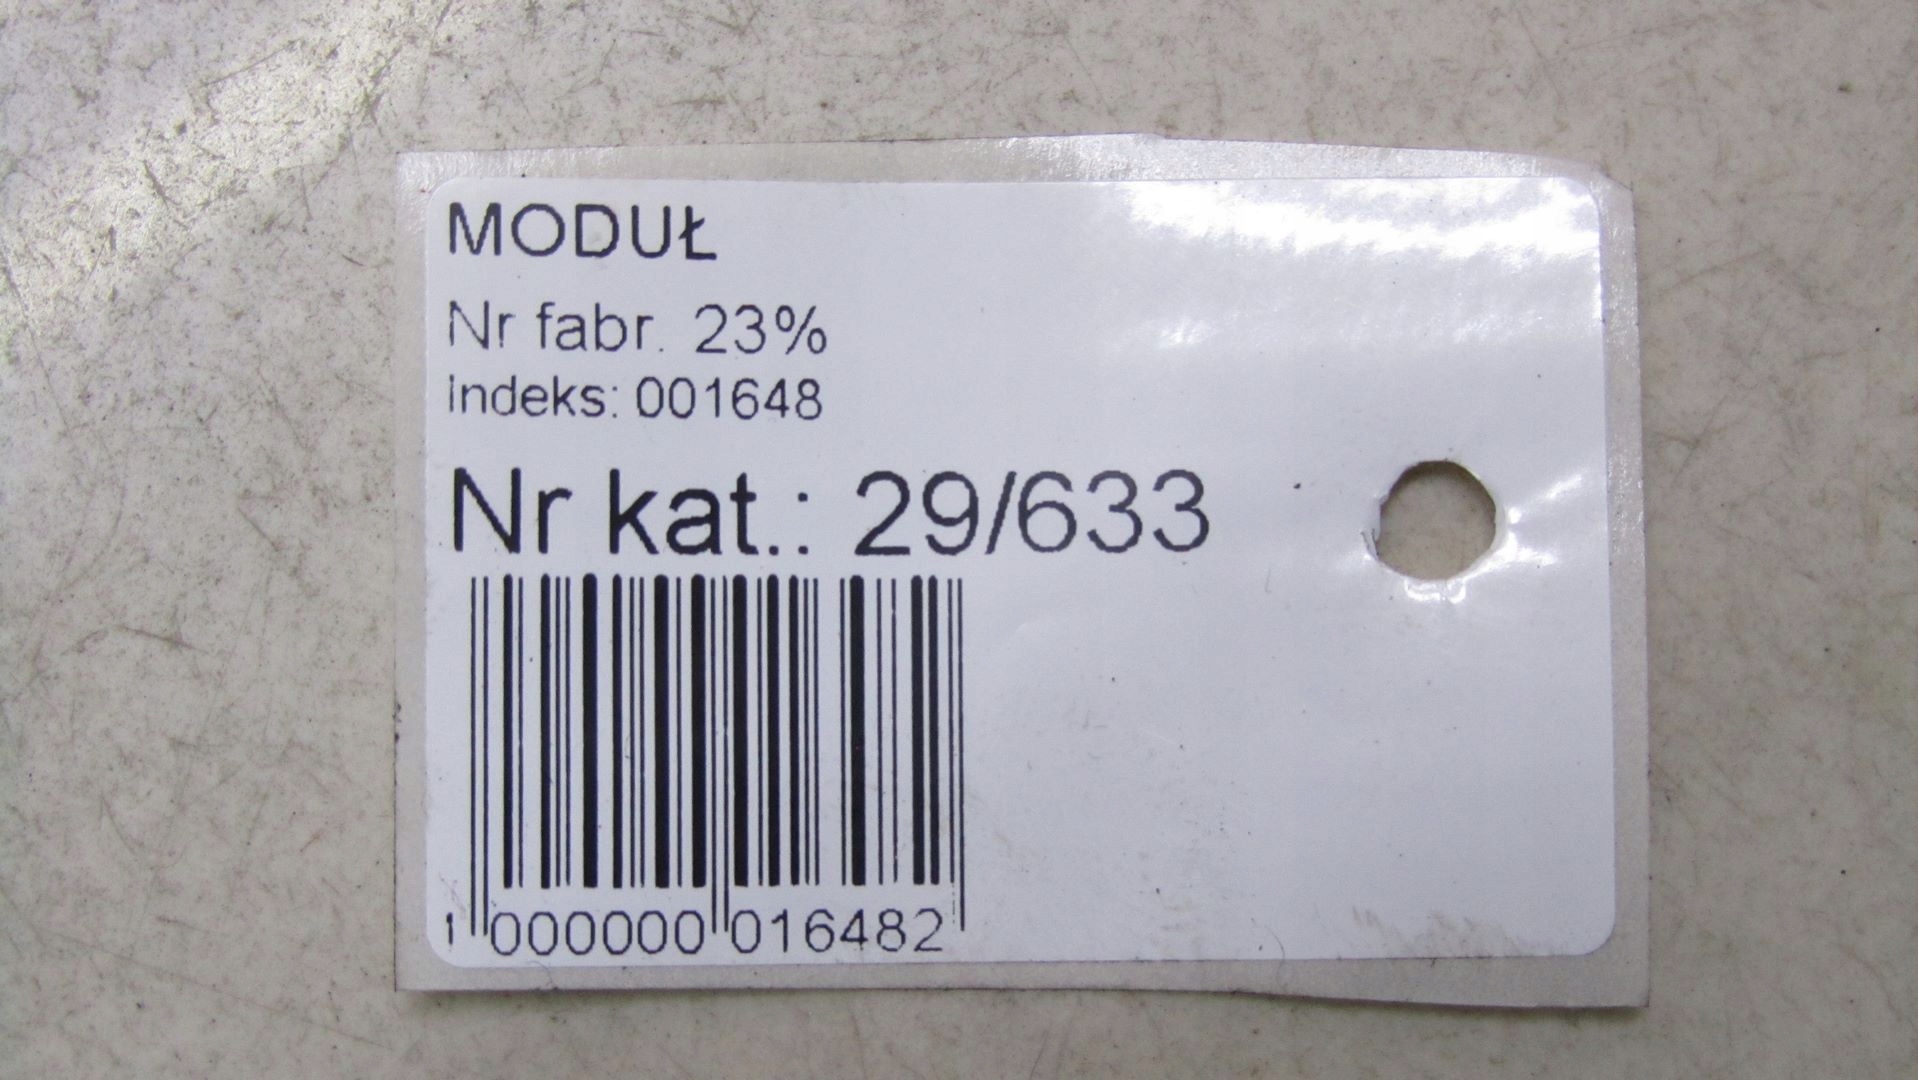 MODUŁ
Nr fabr. 23%
Indeks: 001648
Nr kat.: 29/633
1 000000 016482